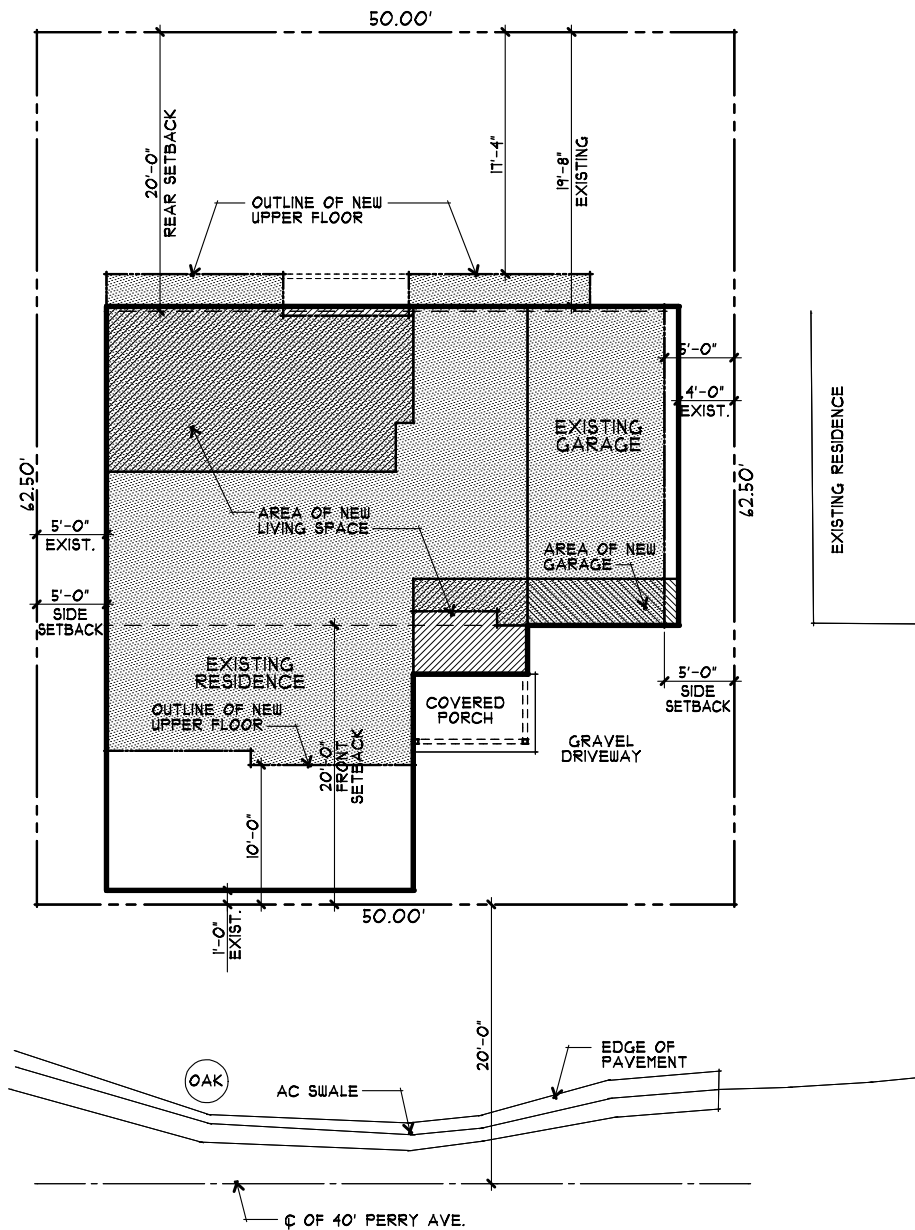 50.00'
20'-0"
REAR SETBACK
17'-4"
19'-8"
EXISTING
OUTLINE OF NEW
UPPER FLOOR
5'-0"
4'-0"
EXIST.
EXISTING
GARAGE
EXISTING RESIDENCE
62.50'
62.50'
AREA OF NEW
LIVING SPACE
5'-0"
EXIST.
AREA OF NEW
GARAGE
5'-0"
SIDE
SETBACK
EXISTING
RESIDENCE
5'-0"
SIDE
SETBACK
OUTLINE OF NEW
UPPER FLOOR
COVERED
PORCH
20'-0"
FRONT
SETBACK
GRAVEL
DRIVEWAY
10'-0"
1'-0"
EXIST.
50.00'
20'-0"
EDGE OF
PAVEMENT
OAK
AC SWALE
℄ OF 40' PERRY AVE.